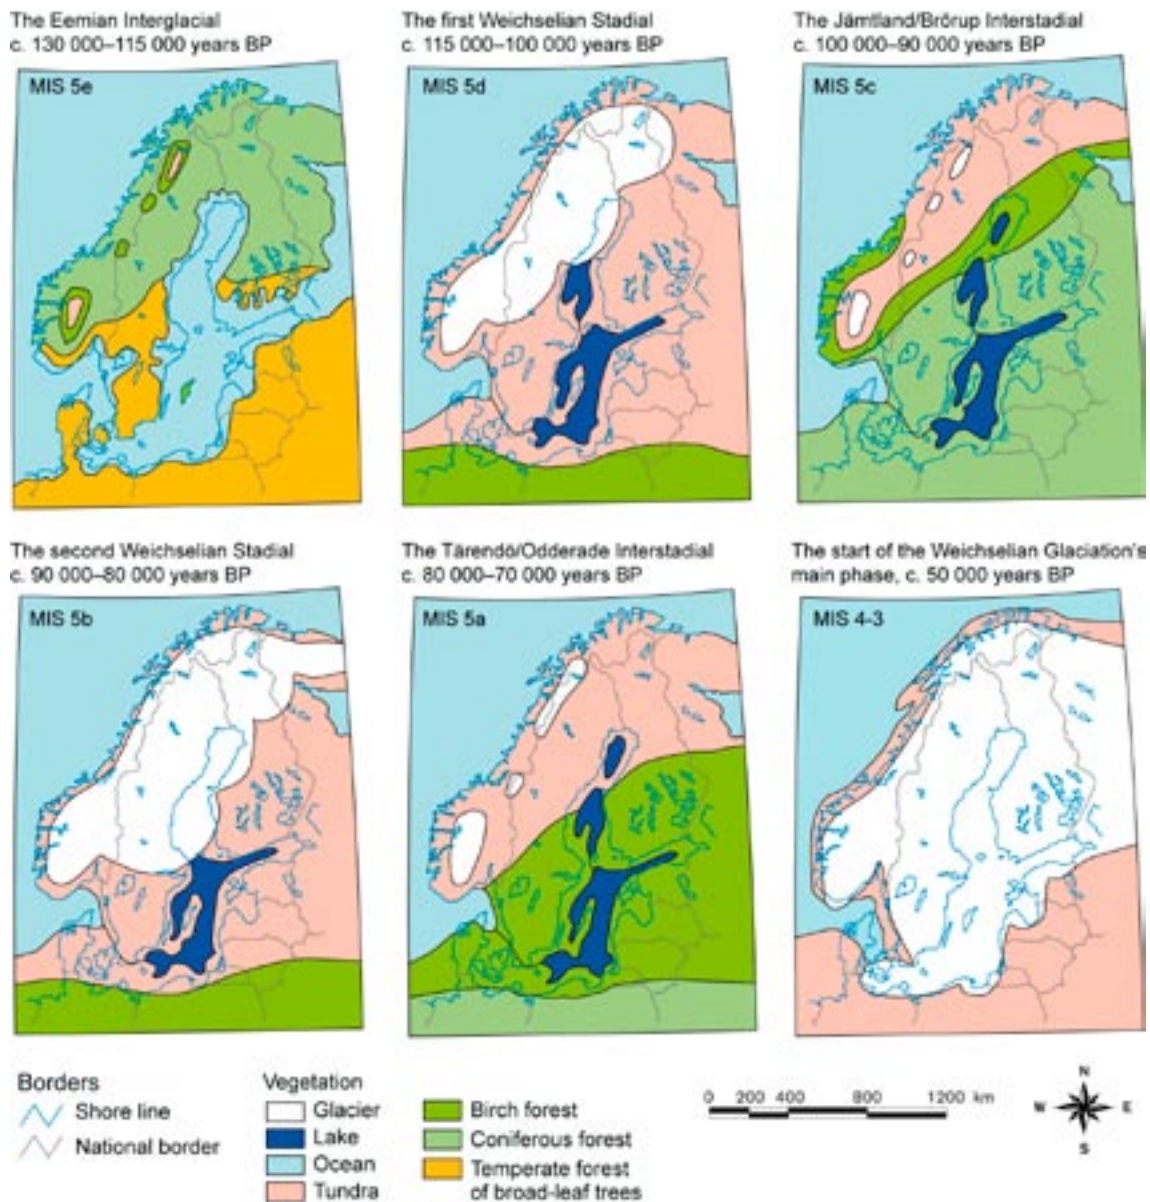 The Eemian Interglacial
c. 130 000–115 000 years BP
MIS 5e
The first Weichselian Stadial
c. 115 000–100 000 years BP
MIS 5d
The Jämtland/Brörup Interstadial
c. 100 000–90 000 years BP
MIS 5c
The second Weichselian Stadial
c. 90 000–80 000 years BP
MIS 5b
The Tärendö/Odderade Interstadial
c. 80 000–70 000 years BP
MIS 5a
The start of the Weichselian Glaciation's
main phase, c. 50 000 years BP
MIS 4-3
Borders
Shore line
National border
Vegetation
Glacier
Lake
Ocean
Tundra
Birch forest
Coniferous forest
Temperate forest
of broad-leaf trees
0 200 400 800 1200 km
N
W E
S